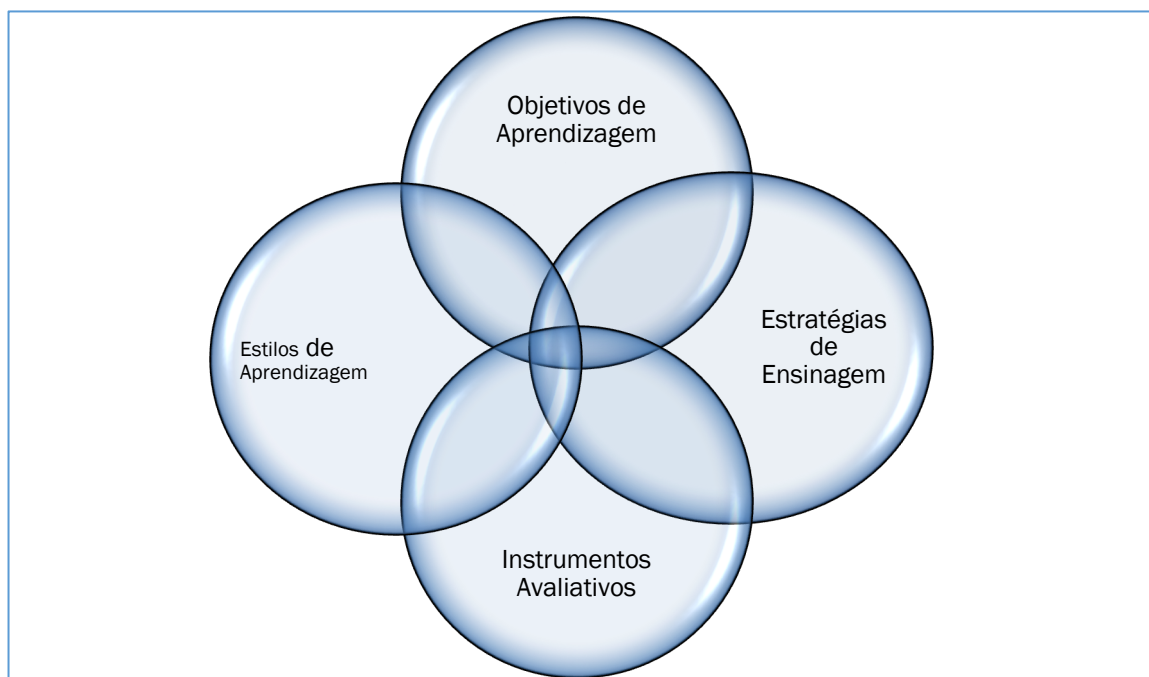 Objetivos de
Aprendizagem
Estilos de
Aprendizagem
Estratégias
de
Ensinagem
Instrumentos
Avaliativos